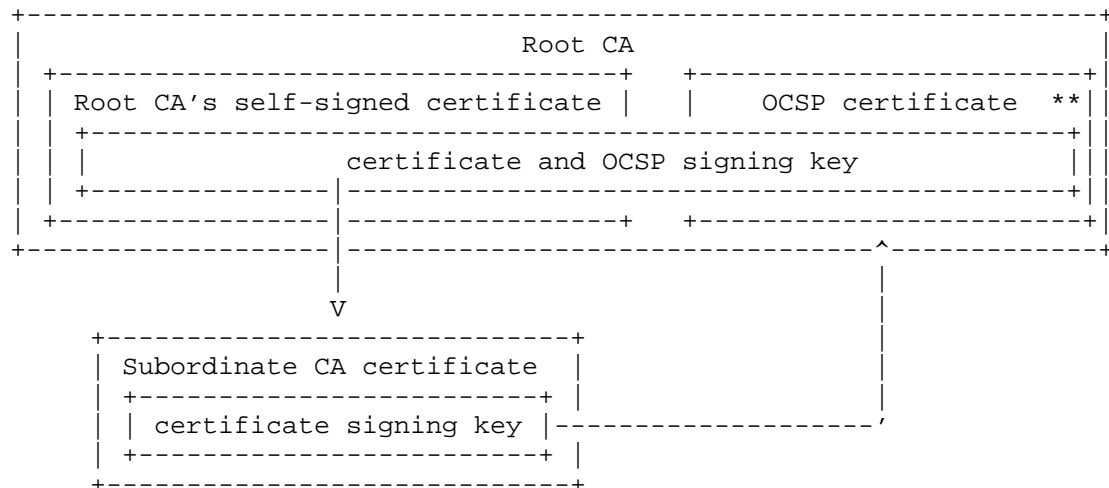 Root CA
Root CA's self-signed certificate OCSP certificate **
certificate and OCSP signing key
V
Subordinate CA certificate
certificate signing key